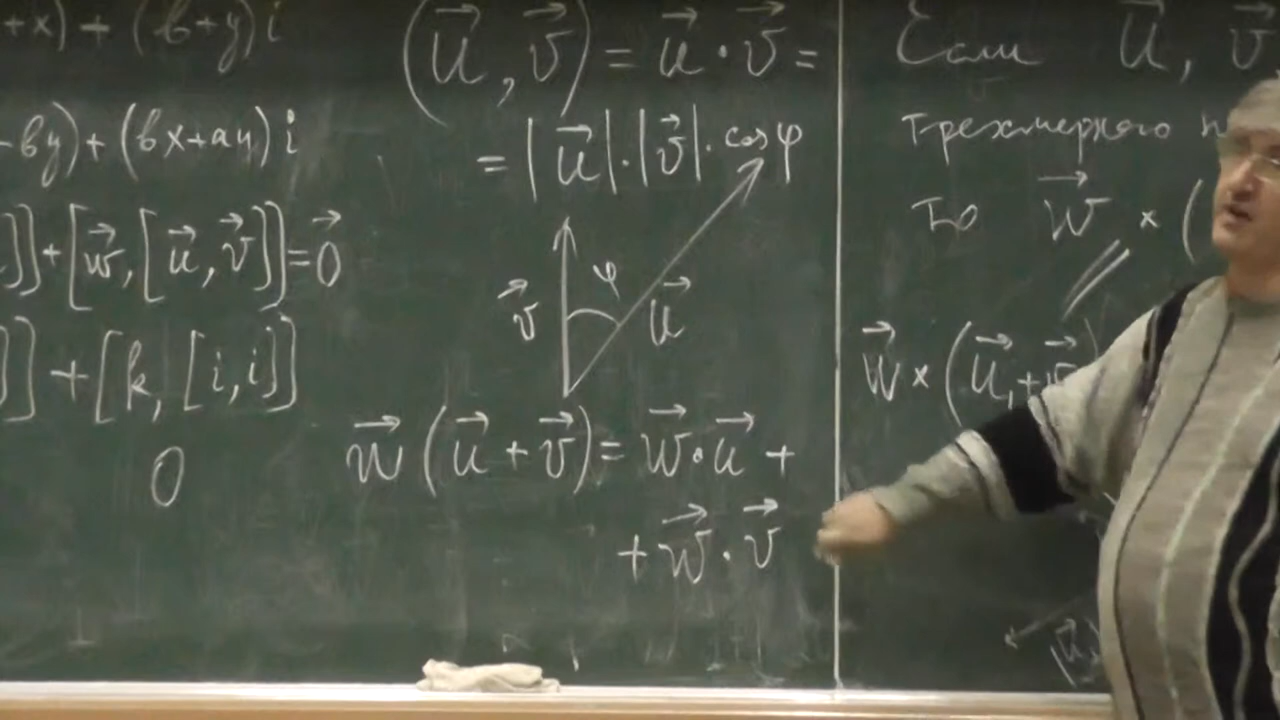 +x) + (b+y)i
-by) + (bx+ay)i
]] + [w⃗, [u⃗, v⃗]] = 0⃗
]] + [k, [i, i]]
0
(u⃗, v⃗) = u⃗ · v⃗ =
= |u⃗| · |v⃗| · cos φ
v⃗ φ u⃗
w⃗ (u⃗ + v⃗) = w⃗ · u⃗ +
+ w⃗ · v⃗
Если u⃗, v⃗
трехмерного п
то w⃗ × (
w⃗ × (u⃗ + v⃗)